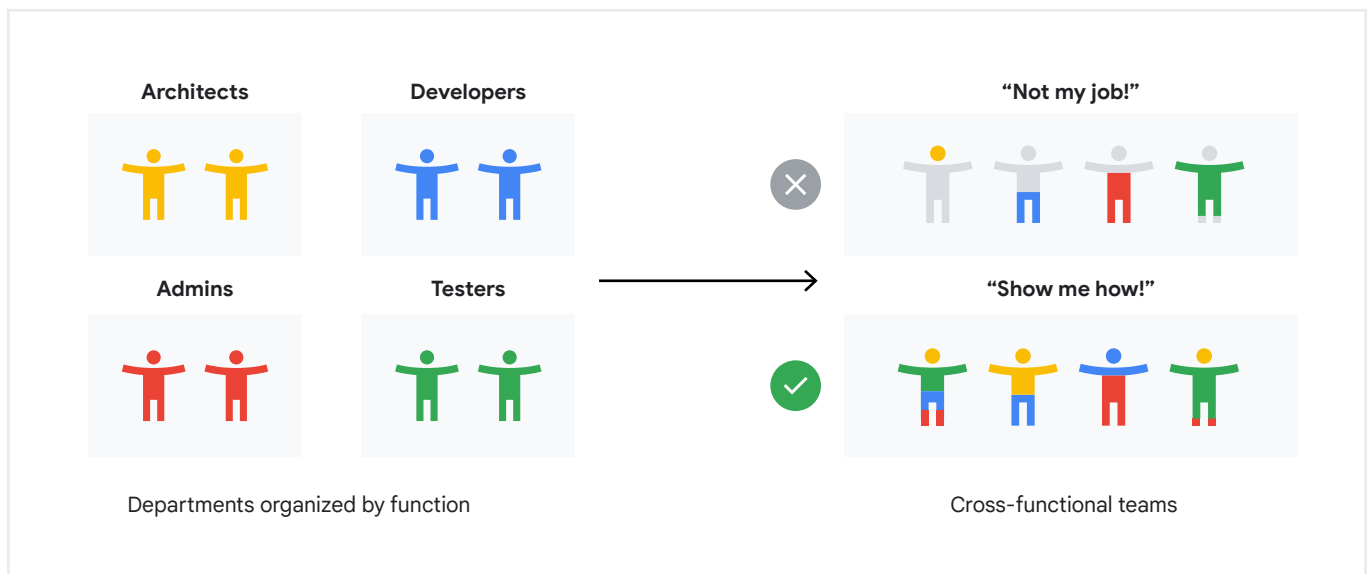 Architects
Developers
“Not my job!”
Admins
Testers
“Show me how!”
Departments organized by function
Cross-functional teams